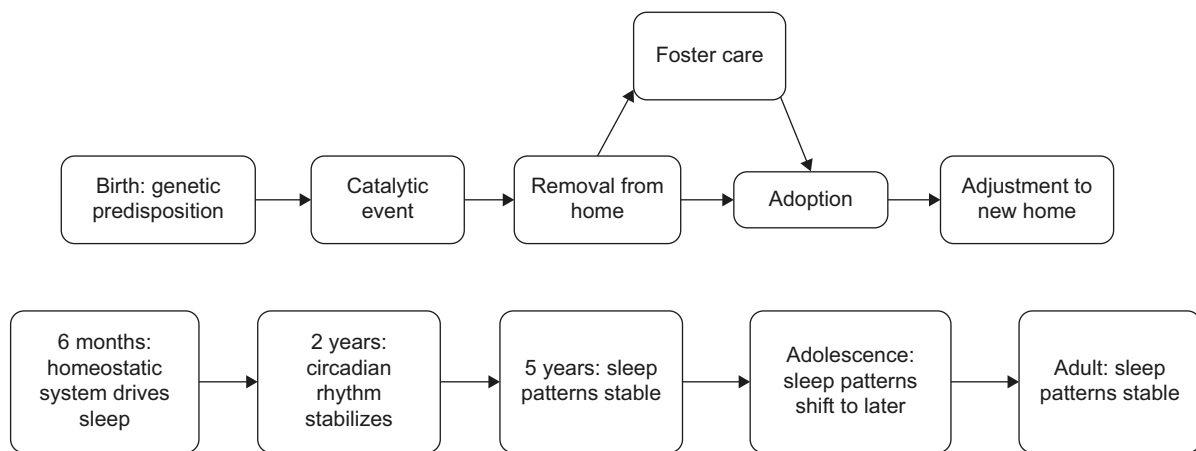 Foster care
Birth: genetic
predisposition
Catalytic
event
Removal from
home
Adoption
Adjustment to
new home
6 months:
homeostatic
system drives
sleep
2 years:
circadian
rhythm
stabilizes
5 years: sleep
patterns stable
Adolescence:
sleep patterns
shift to later
Adult: sleep
patterns stable